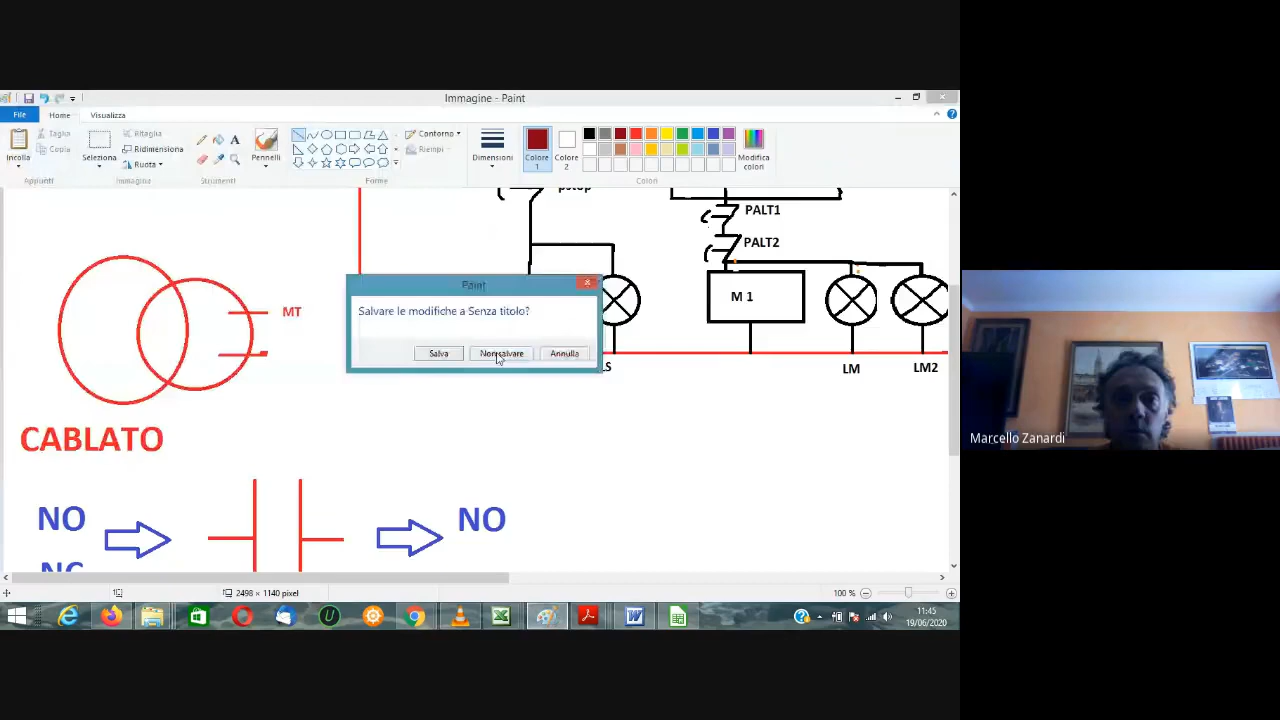 Immagine - Paint
File
Home
Visualizza
Incolla
Taglia
Copia
Appunti
Seleziona
Ritaglia
Ridimensiona
Ruota
Immagine
Strumenti
Pennelli
Forme
Contorno
Riempi
Dimensioni
Colore
1
Colore
2
Modifica
colori
Colori
pstop
PALT1
PALT2
M 1
MT
LS
LM
LM2
Paint
Salvare le modifiche a Senza titolo?
Salva
Non salvare
Annulla
CABLATO
NO
NO
NC
2498 × 1140 pixel
100 %
11:45
19/06/2020
Marcello Zanardi